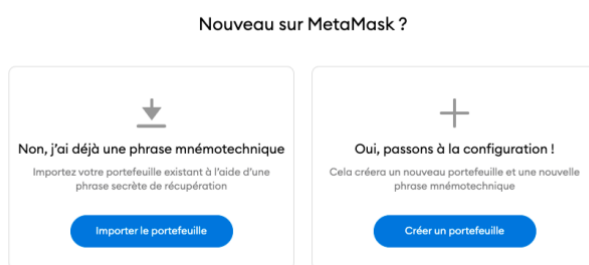 Nouveau sur MetaMask ?
Non, j'ai déjà une phrase mnémotechnique
Importez votre portefeuille existant à l'aide d'une
phrase secrète de récupération
Importer le portefeuille
Oui, passons à la configuration !
Cela créera un nouveau portefeuille et une nouvelle
phrase mnémotechnique
Créer un portefeuille